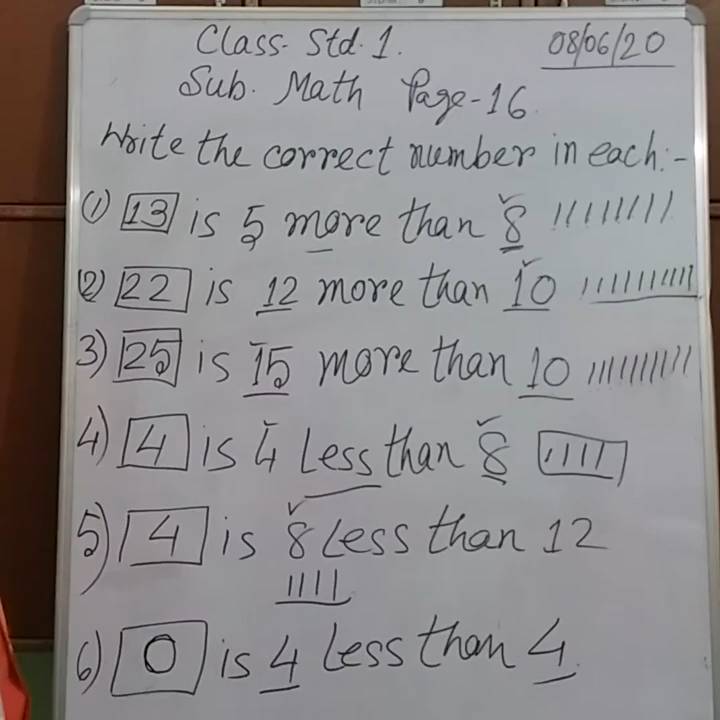 Class- Std. 1. 08/06/20
Sub. Math Page-16
Write the correct number in each:-
(1) 13 is 5 more than 8
(2) 22 is 12 more than 10
3) 25 is 15 more than 10
4) 4 is 4 Less than 8
5) 4 is 8 Less than 12
6) 0 is 4 Less than 4